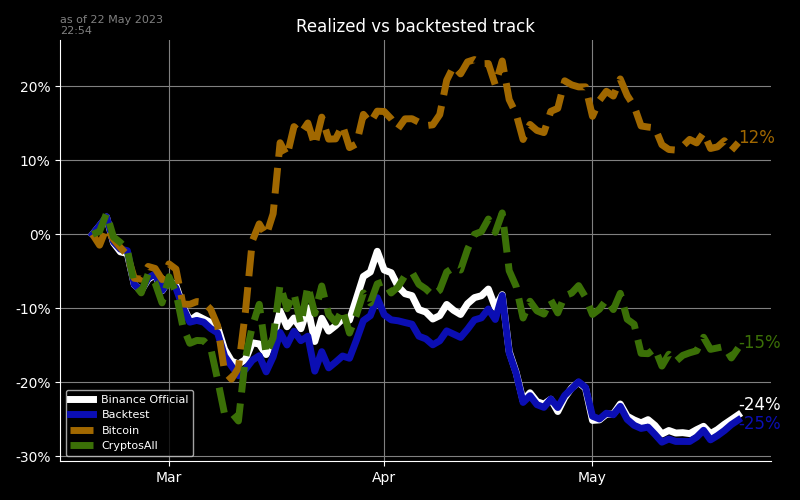 as of 22 May 2023
22:54
Realized vs backtested track
20%
10%
0%
-10%
-20%
-30%
12%
-15%
-24%
-25%
Binance Official
Backtest
Bitcoin
CryptosAll
Mar
Apr
May